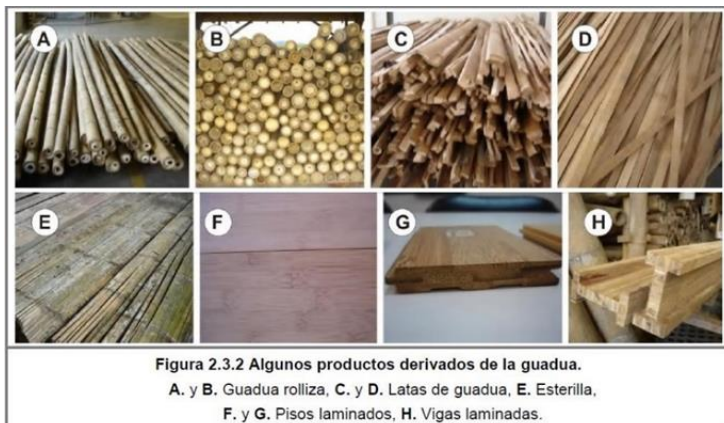 A
B
C
D
E
F
G
H
Figura 2.3.2 Algunos productos derivados de la guadua.
A. y B. Guadua rolliza, C. y D. Latas de guadua, E. Esterilla,
F. y G. Pisos laminados, H. Vigas laminadas.